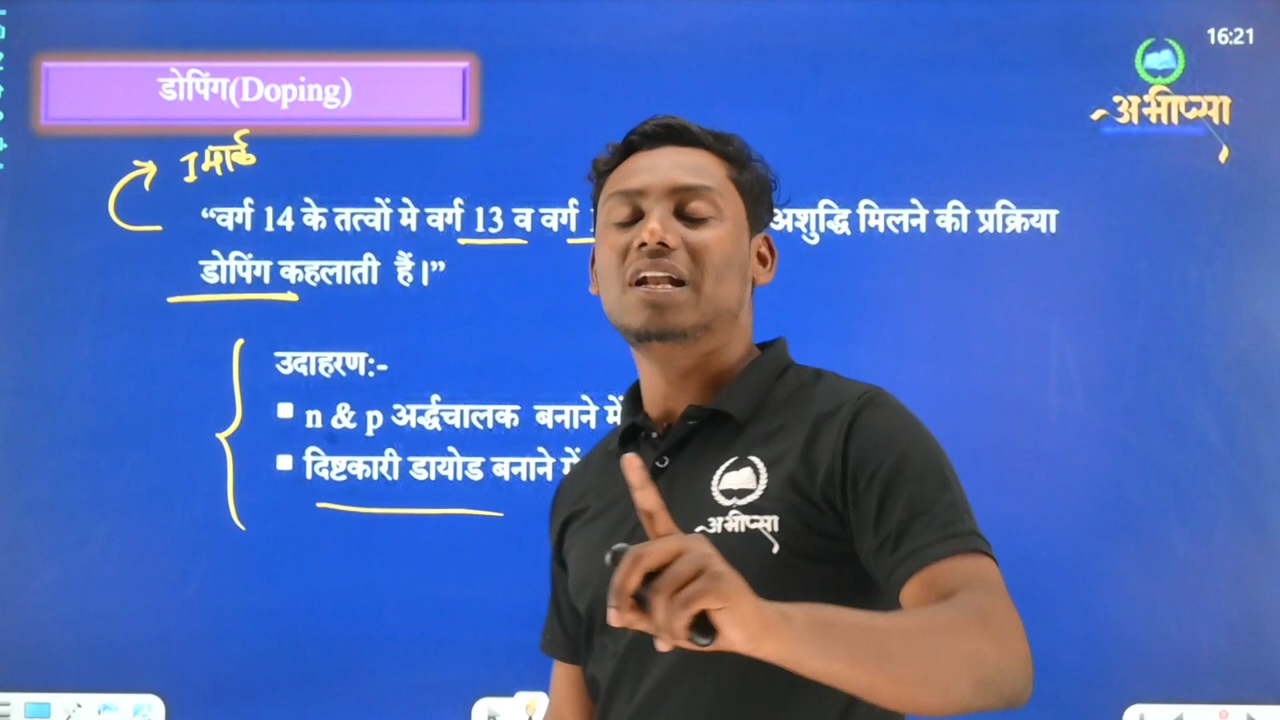 16:21
डोपिंग(Doping)
अभीप्सा
1 मार्क
“वर्ग 14 के तत्वों मे वर्ग 13 व वर्ग अशुद्धि मिलने की प्रक्रिया
डोपिंग कहलाती हैं।”
उदाहरण:-
n & p अर्द्धचालक बनाने में
दिष्टकारी डायोड बनाने में
अभीप्सा